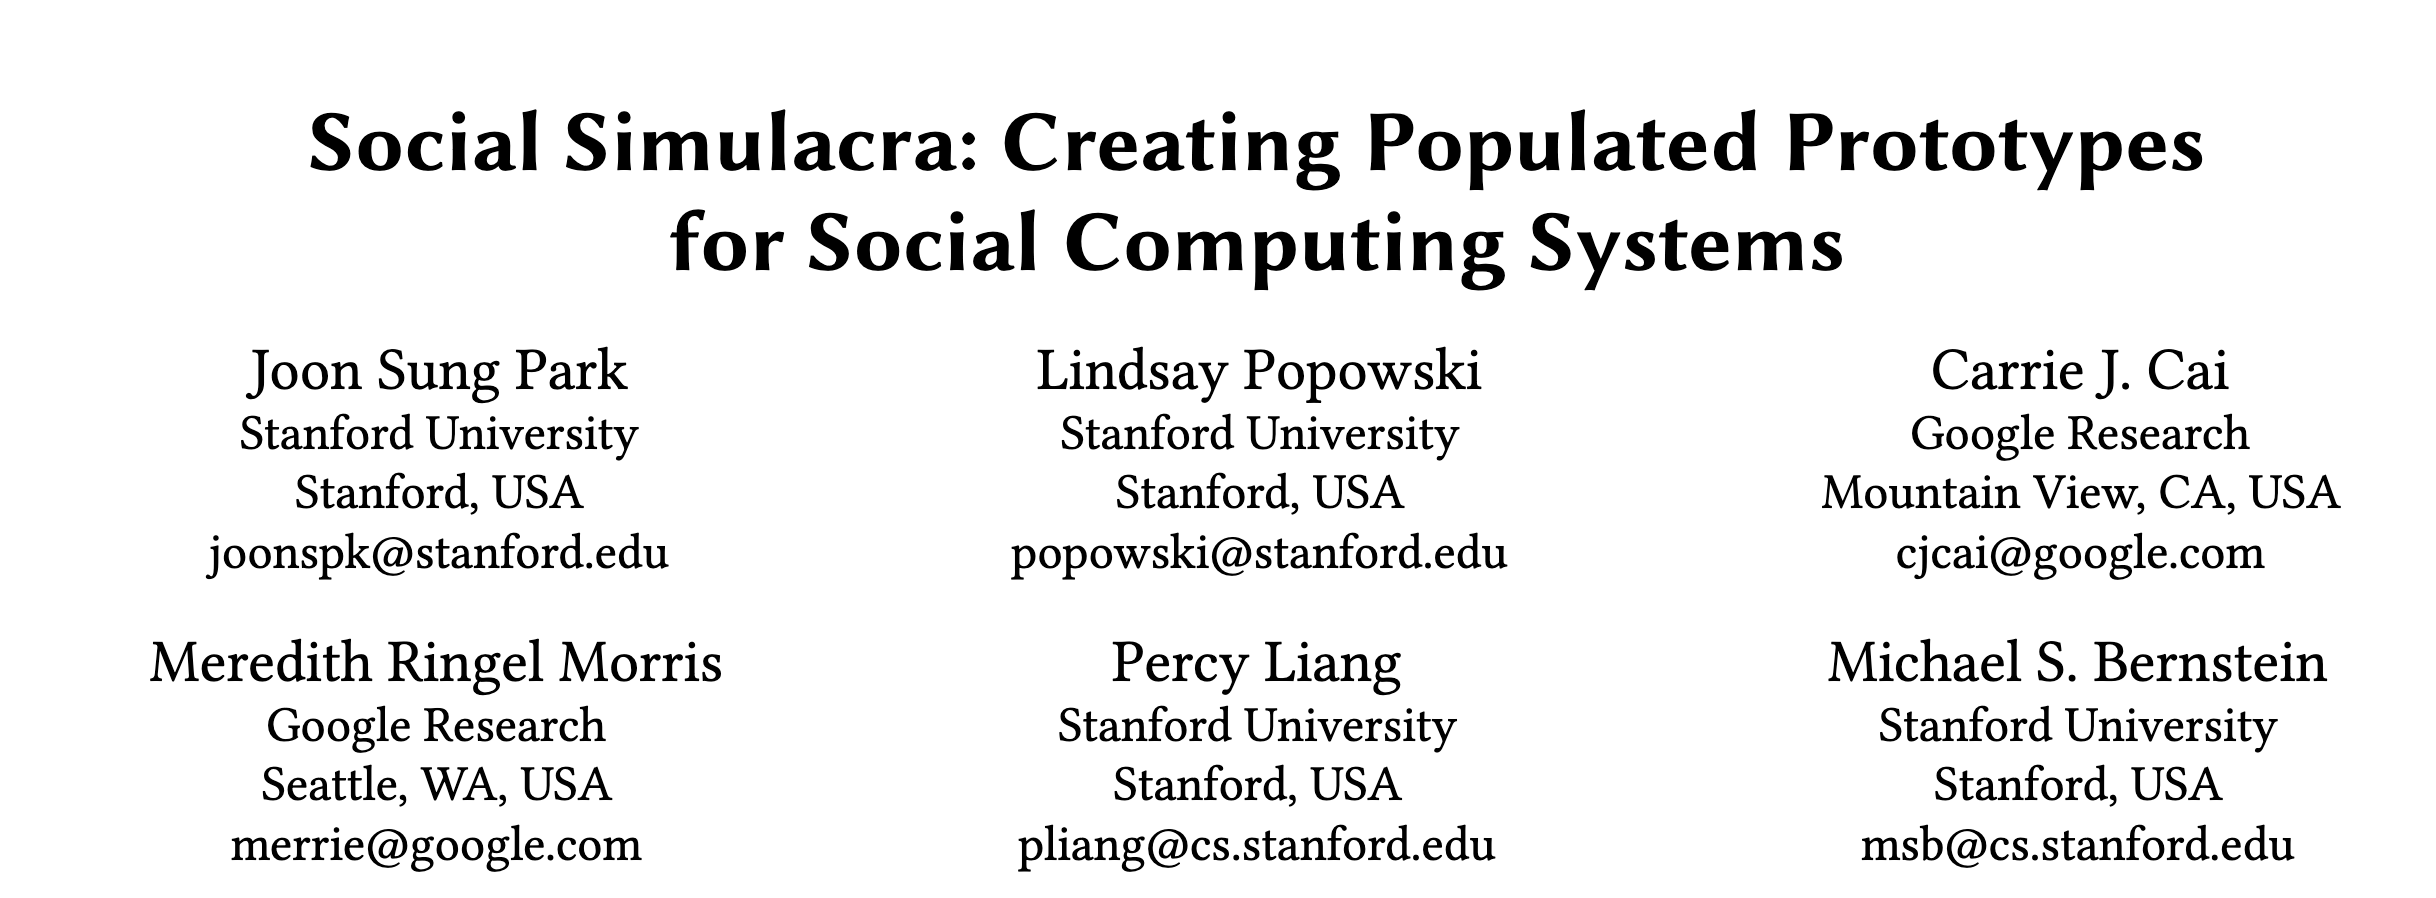 Social Simulacra: Creating Populated Prototypes
for Social Computing Systems
Joon Sung Park
Stanford University
Stanford, USA
joonspk@stanford.edu
Lindsay Popowski
Stanford University
Stanford, USA
popowski@stanford.edu
Carrie J. Cai
Google Research
Mountain View, CA, USA
cjcai@google.com
Meredith Ringel Morris
Google Research
Seattle, WA, USA
merrie@google.com
Percy Liang
Stanford University
Stanford, USA
pliang@cs.stanford.edu
Michael S. Bernstein
Stanford University
Stanford, USA
msb@cs.stanford.edu